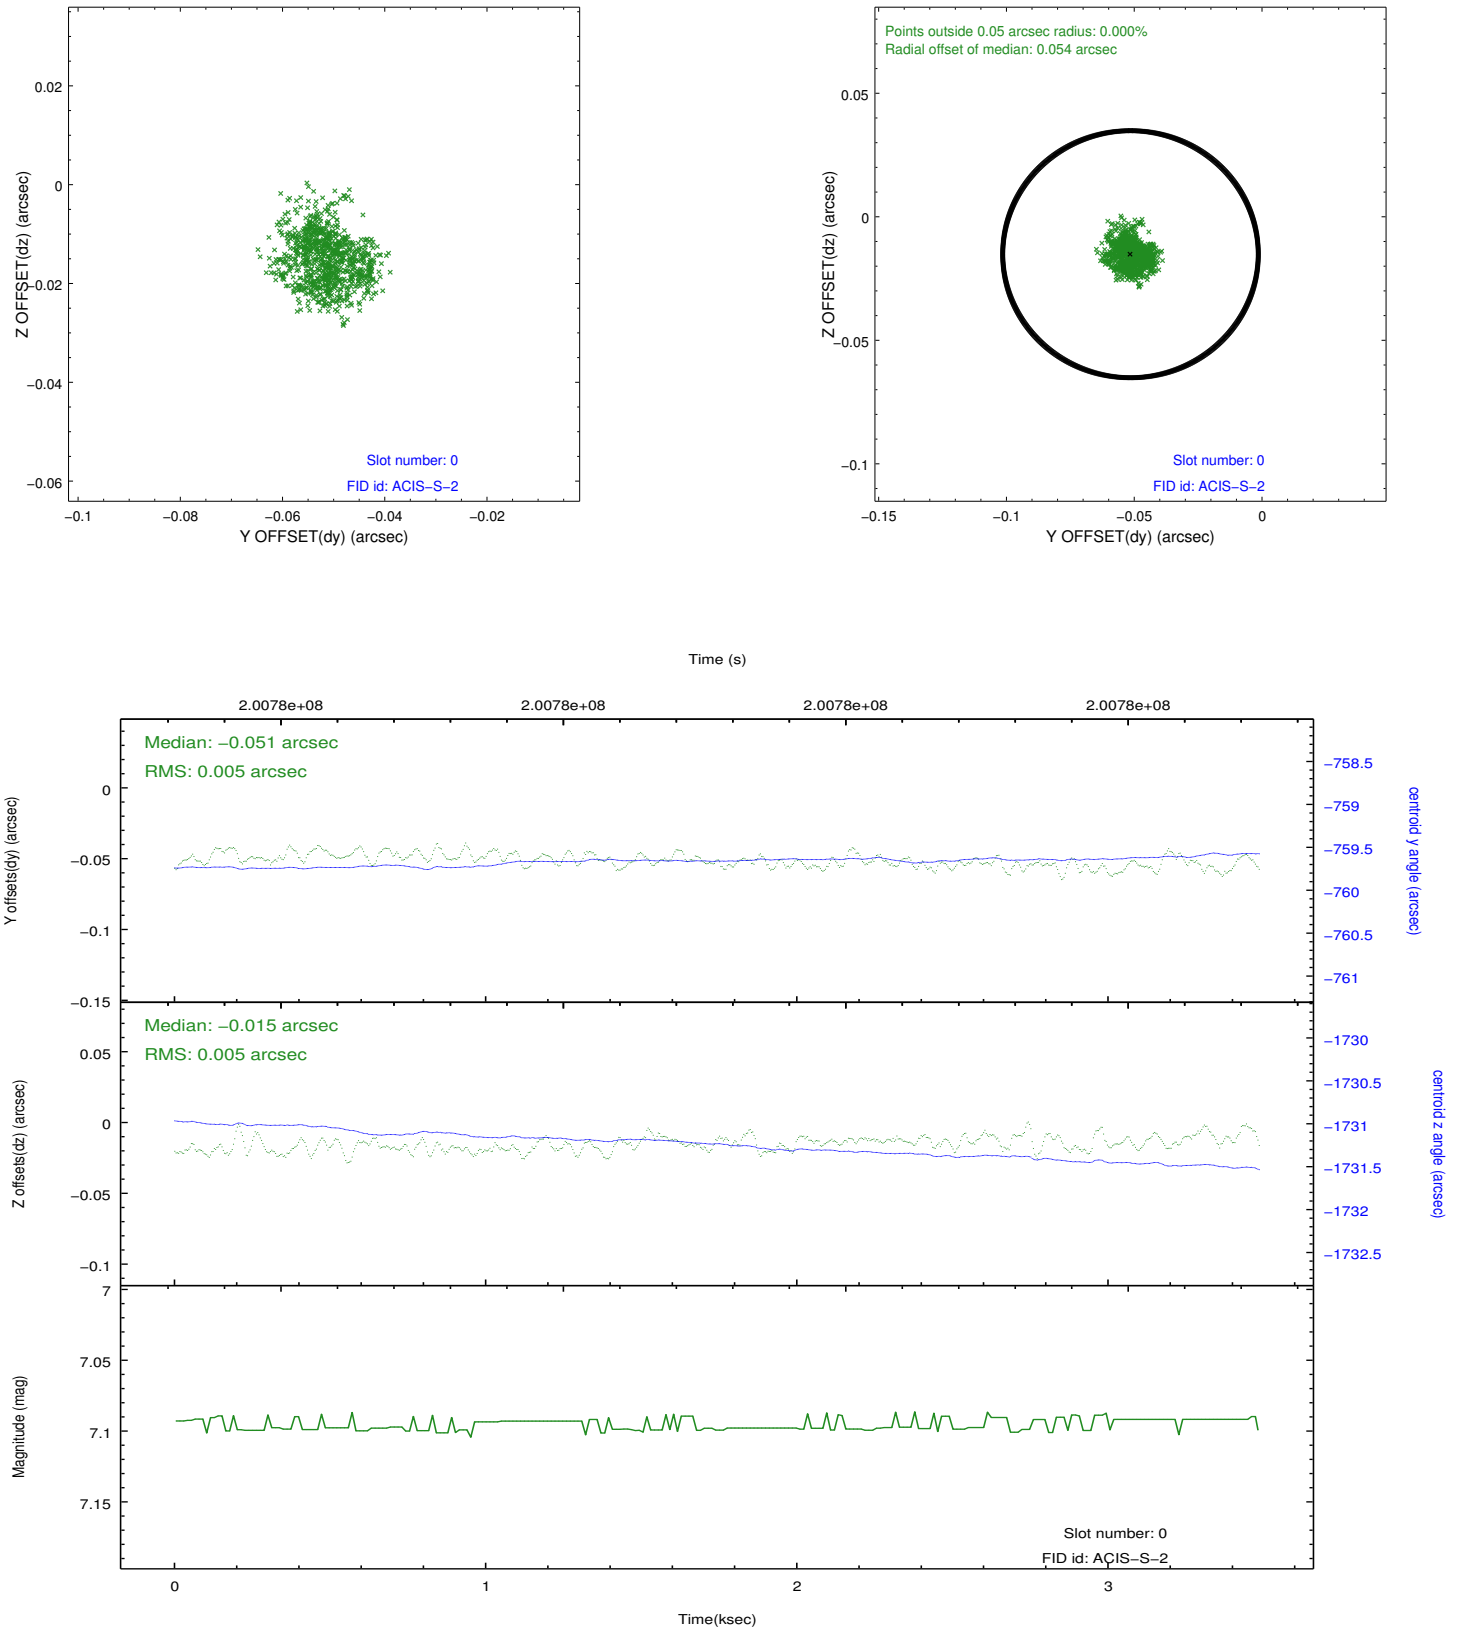 0.02
0
−0.02
−0.04
−0.06
Z OFFSET(dz) (arcsec)
Slot number: 0
FID id: ACIS−S−2
−0.1
−0.08
−0.06
−0.04
−0.02
Y OFFSET(dy) (arcsec)
Points outside 0.05 arcsec radius: 0.000%
Radial offset of median: 0.054 arcsec
0.05
0
−0.05
−0.1
Z OFFSET(dz) (arcsec)
Slot number: 0
FID id: ACIS−S−2
−0.15
−0.1
−0.05
0
Y OFFSET(dy) (arcsec)
Time (s)
2.0078e+08
2.0078e+08
2.0078e+08
2.0078e+08
Median: −0.051 arcsec
RMS: 0.005 arcsec
0
−0.05
−0.1
−0.15
Y offsets(dy) (arcsec)
−758.5
−759
−759.5
−760
−760.5
−761
centroid y angle (arcsec)
Median: −0.015 arcsec
RMS: 0.005 arcsec
0.05
0
−0.05
−0.1
Z offsets(dz) (arcsec)
−1730
−1730.5
−1731
−1731.5
−1732
−1732.5
centroid z angle (arcsec)
7
7.05
7.1
7.15
Magnitude (mag)
Slot number: 0
FID id: ACIS−S−2
0
1
2
3
Time(ksec)